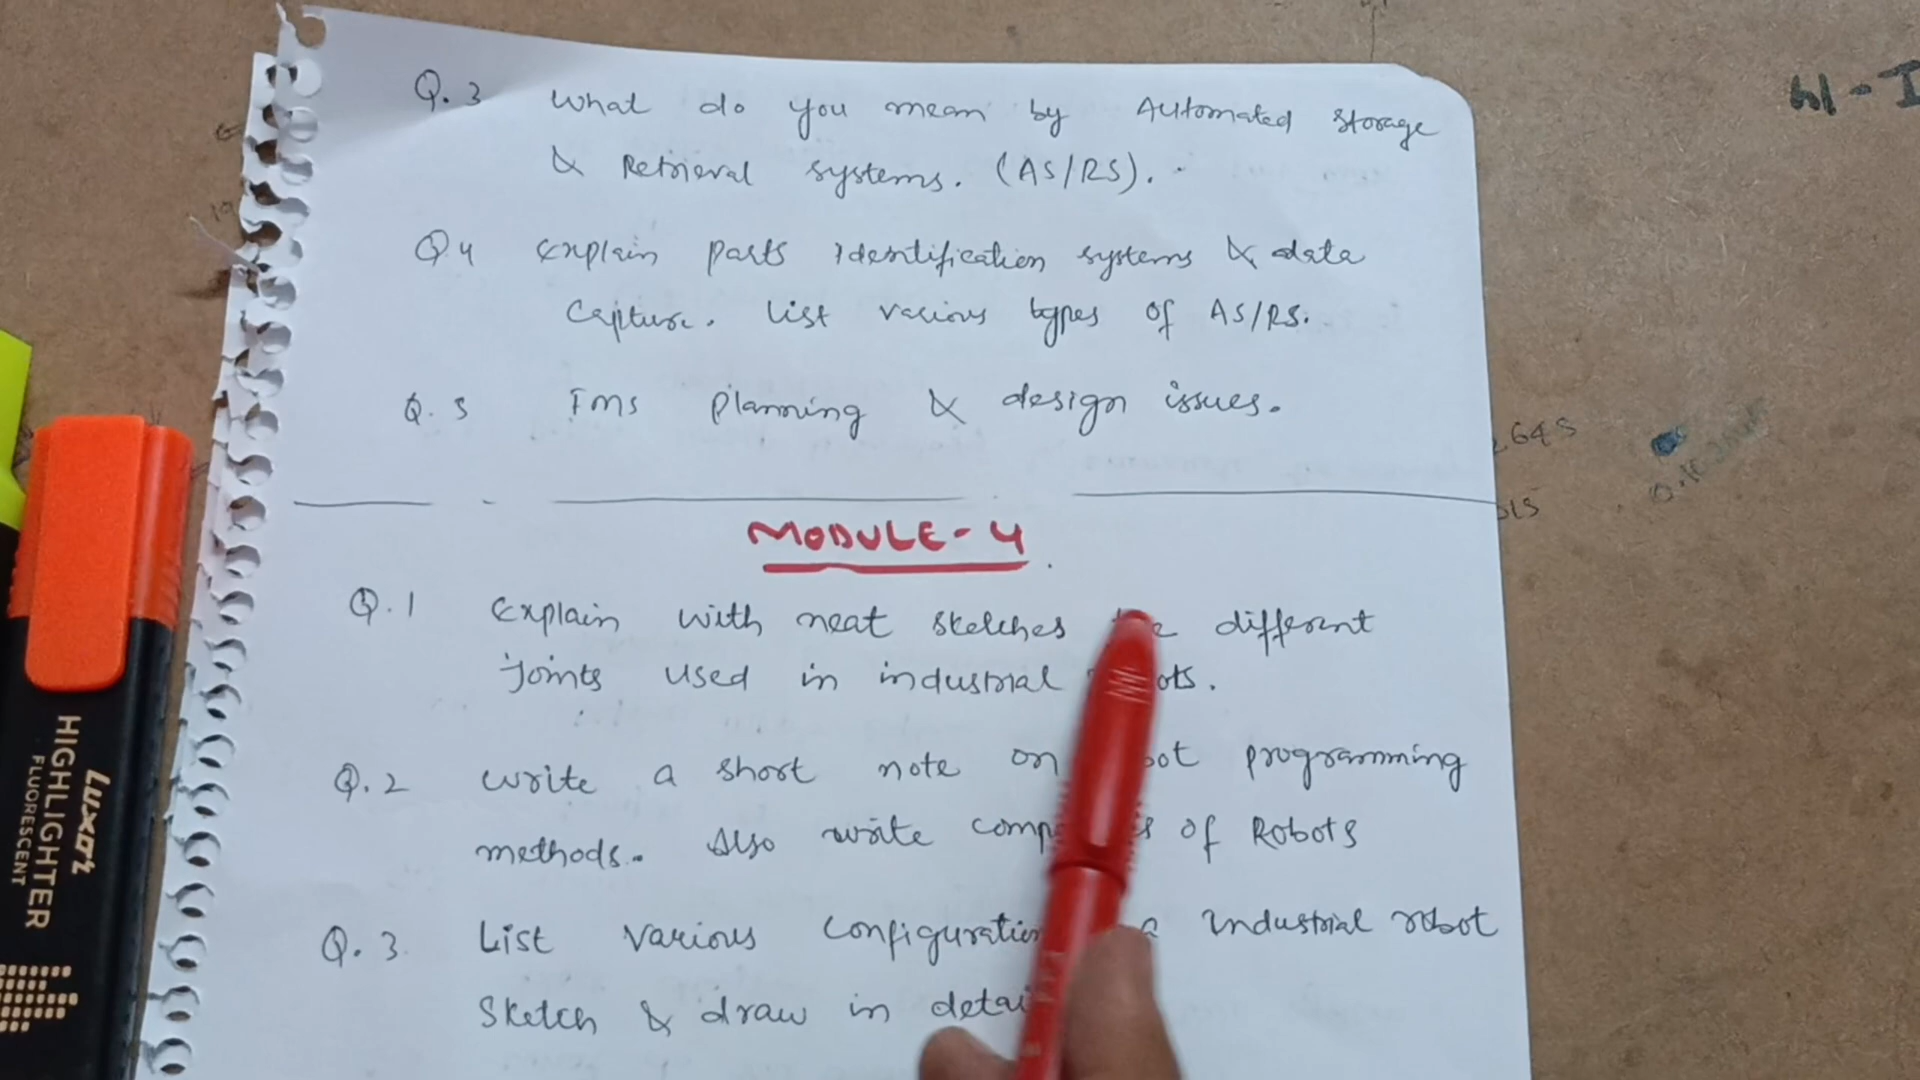 Q.3 What do you mean by Automated storage
& Retrieval systems. (AS/RS).
Q4 Explain parts Identification systems & data
Capture. List various types of AS/RS.
Q.5 FMS planning & design issues.
MODULE-4
Q.1 Explain with neat sketches different
joints used in industrial
Q.2 write a short note on programming
methods. Also write of Robots
Q.3 List various configuration a Industrial robot
Sketch & draw in detail
Luxor
HIGHLIGHTER
FLUORESCENT